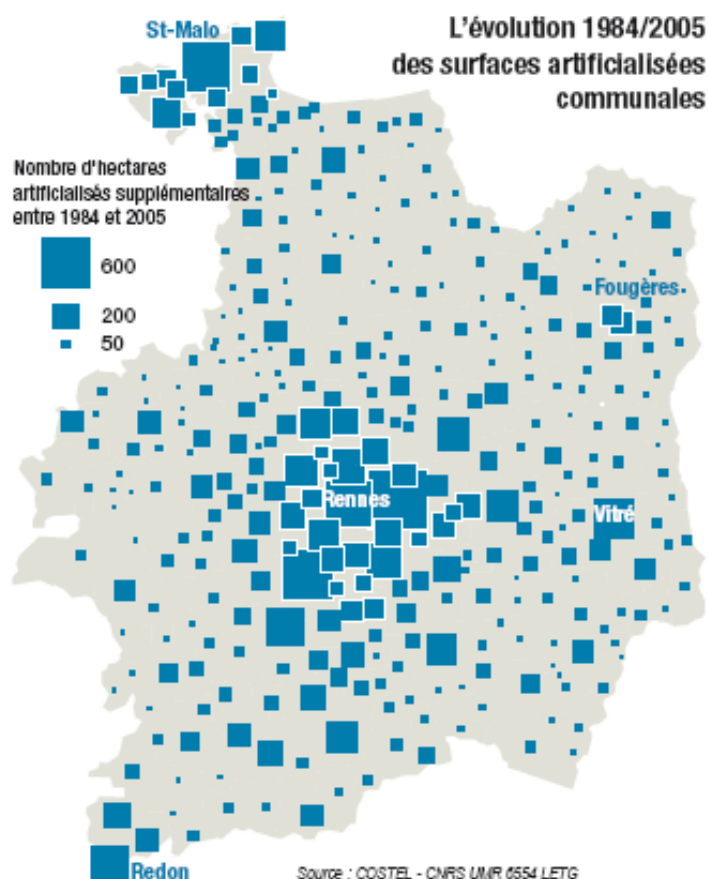 L'évolution 1984/2005
des surfaces artificialisées
communales
St-Malo
Nombre d'hectares
artificialisés supplémentaires
entre 1984 et 2005
600
200
50
Fougères
Rennes
Vitré
Redon
Source : COSTEL - CNRS UMR 6554 LETG